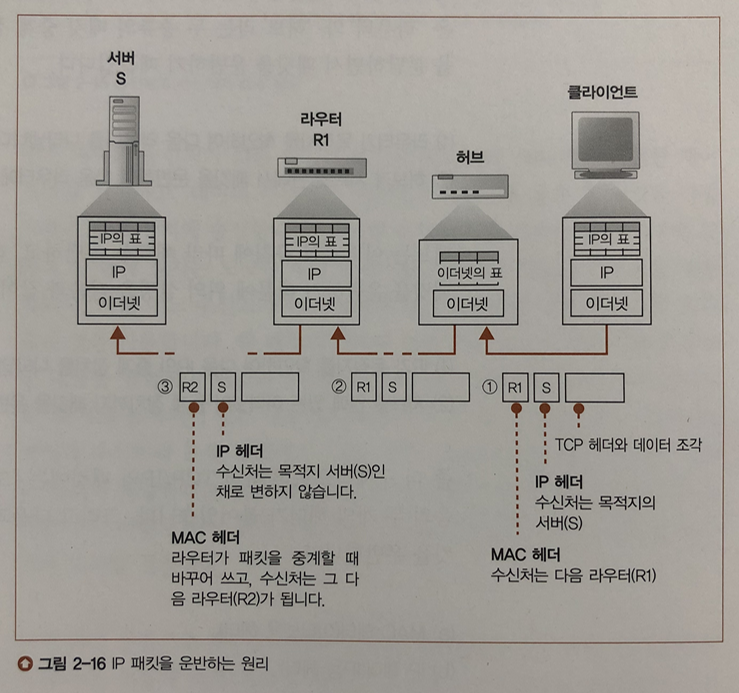 서버
S
라우터
R1
허브
클라이언트
IP의 표
IP
이더넷
IP의 표
IP
이더넷
이더넷의 표
이더넷
IP의 표
IP
이더넷
③ R2 S
② R1 S
① R1 S
TCP 헤더와 데이터 조각
IP 헤더
수신처는 목적지의
서버(S)
MAC 헤더
수신처는 다음 라우터(R1)
IP 헤더
수신처는 목적지 서버(S)인
채로 변하지 않습니다.
MAC 헤더
라우터가 패킷을 중계할 때
바꾸어 쓰고, 수신처는 그 다
음 라우터(R2)가 됩니다.
그림 2-16 IP 패킷을 운반하는 원리